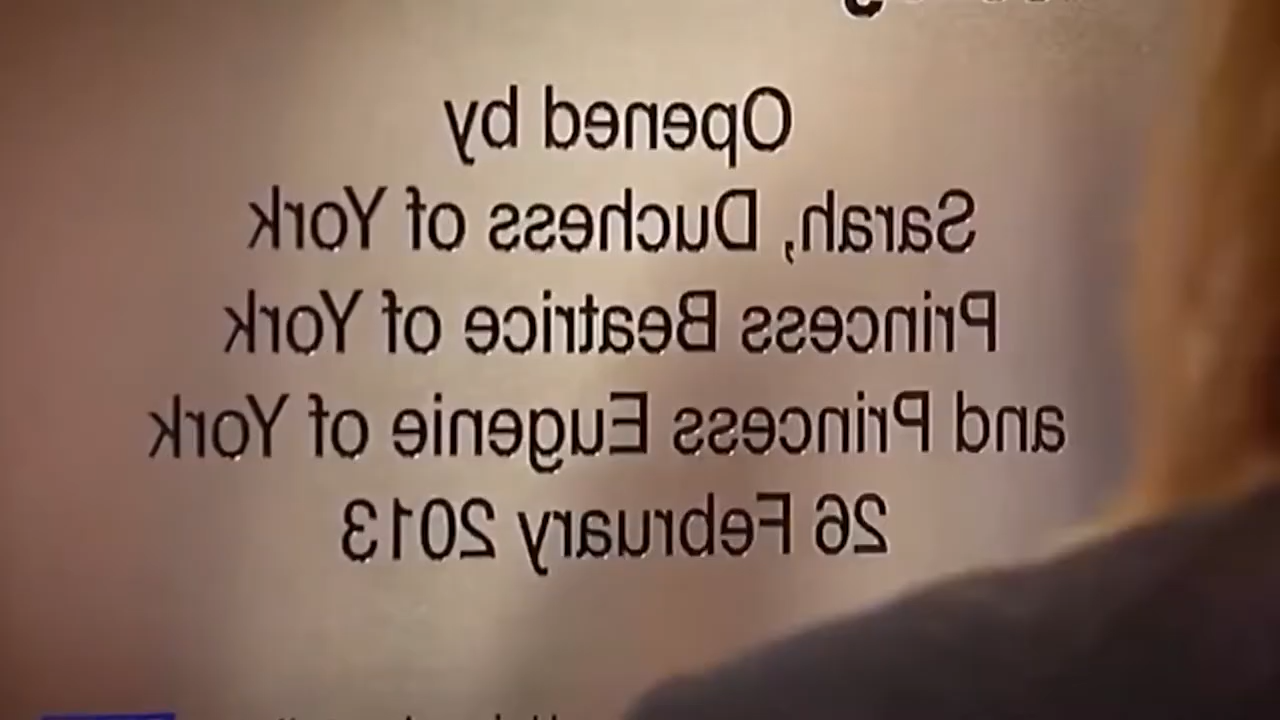 Opened by
Sarah, Duchess of York
Princess Beatrice of York
and Princess Eugenie of York
26 February 2013